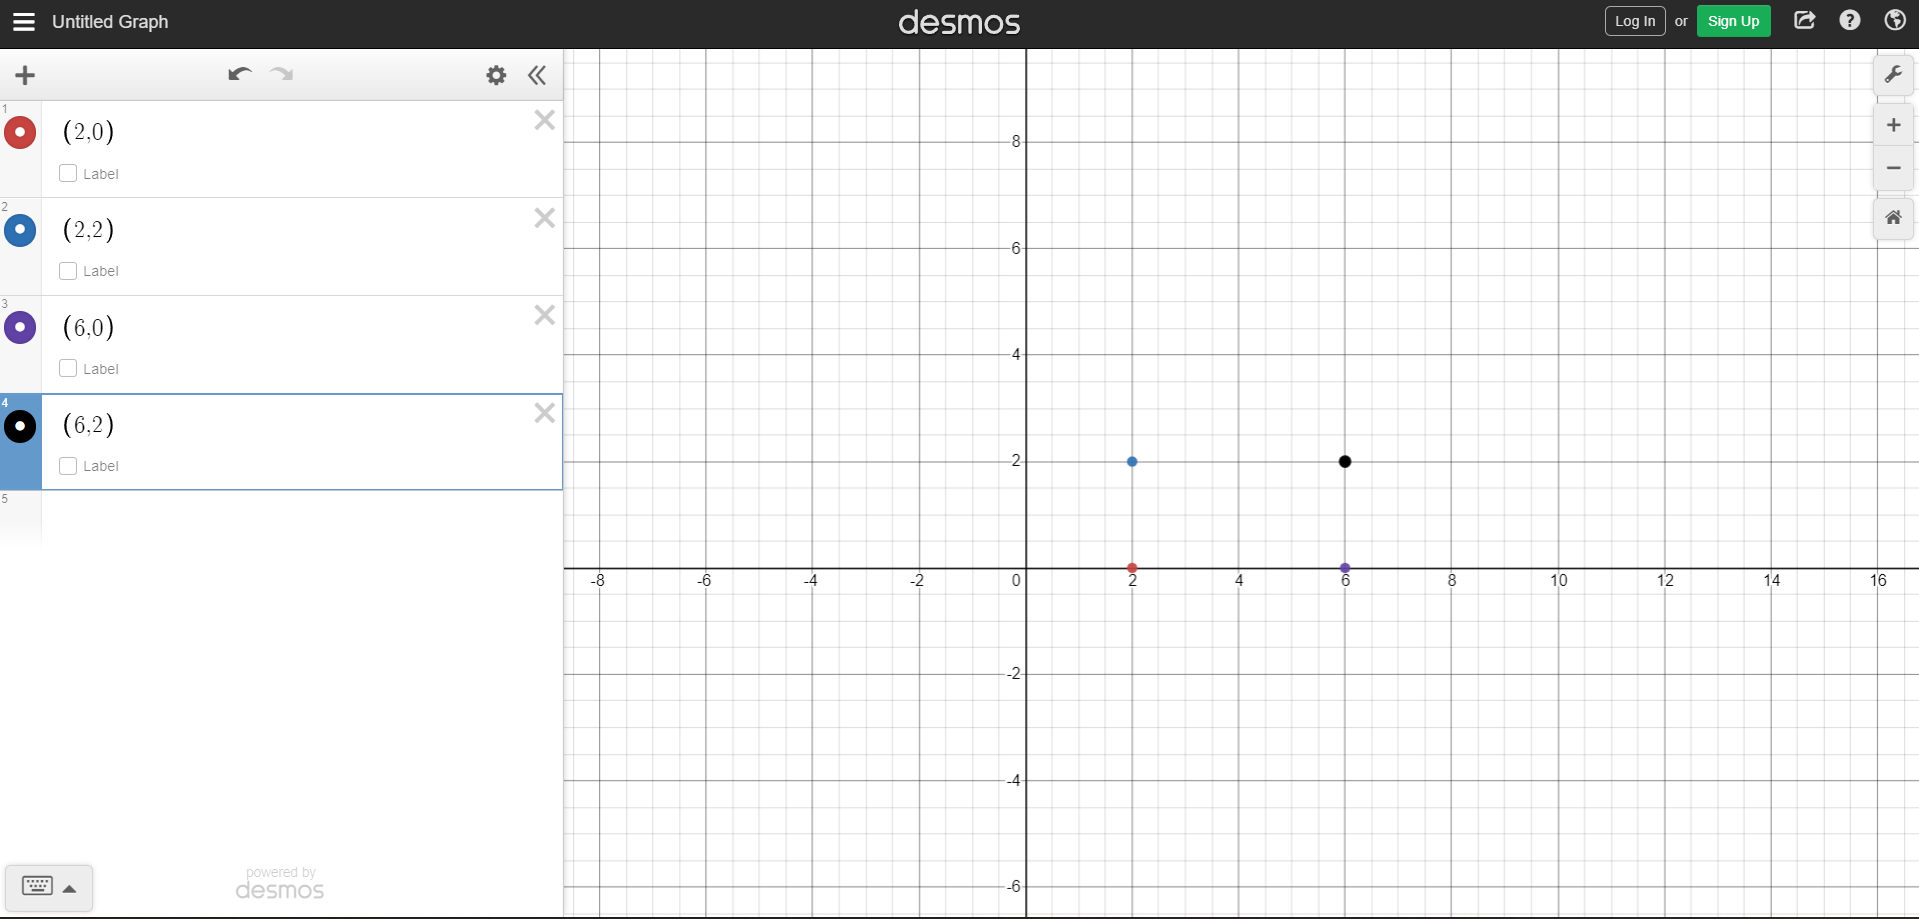 Untitled Graph
desmos
Log In or Sign Up
1
(2,0)
Label
2
(2,2)
Label
3
(6,0)
Label
4
(6,2)
Label
5
powered by
desmos
8
6
4
2
-8 -6 -4 -2 0 2 4 6 8 10 12 14 16
-2
-4
-6